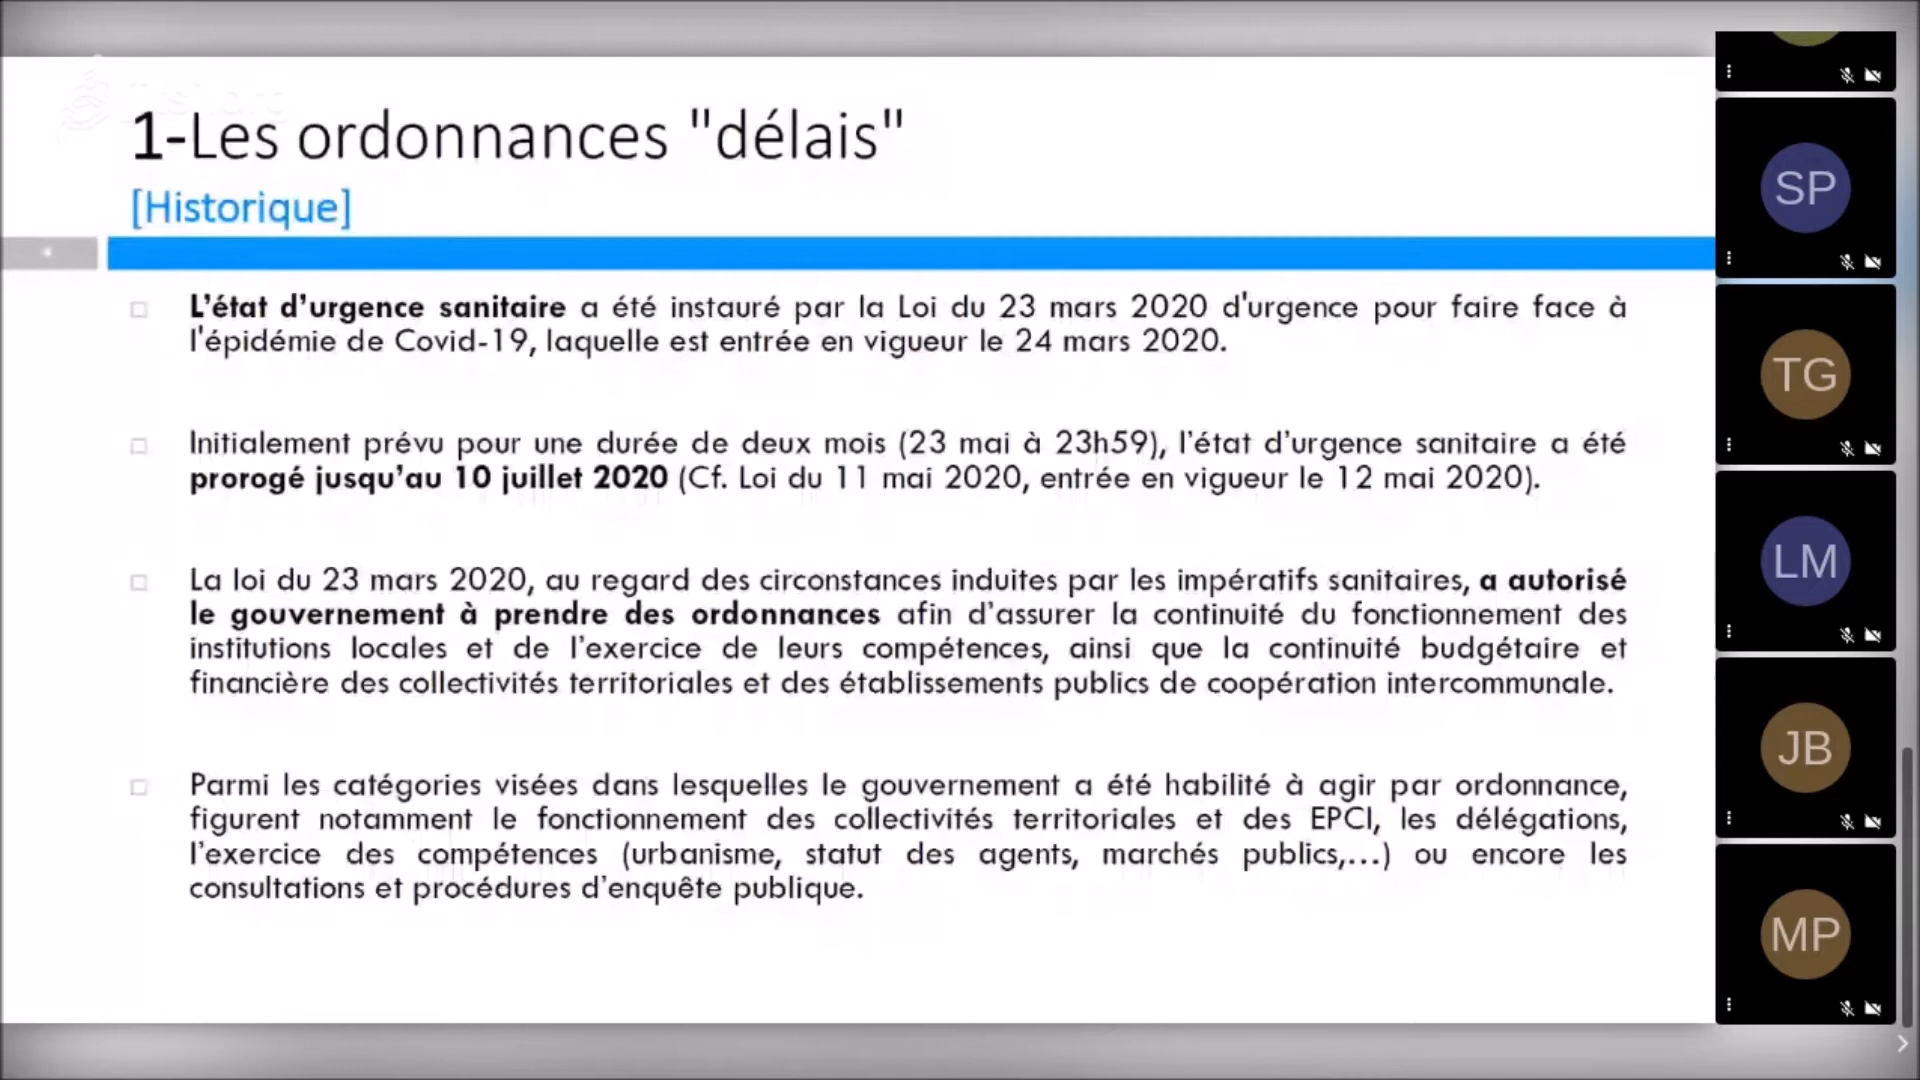 1-Les ordonnances "délais"
[Historique]
L’état d’urgence sanitaire a été instauré par la Loi du 23 mars 2020 d'urgence pour faire face à
l'épidémie de Covid-19, laquelle est entrée en vigueur le 24 mars 2020.
Initialement prévu pour une durée de deux mois (23 mai à 23h59), l’état d’urgence sanitaire a été
prorogé jusqu’au 10 juillet 2020 (Cf. Loi du 11 mai 2020, entrée en vigueur le 12 mai 2020).
La loi du 23 mars 2020, au regard des circonstances induites par les impératifs sanitaires, a autorisé
le gouvernement à prendre des ordonnances afin d’assurer la continuité du fonctionnement des
institutions locales et de l’exercice de leurs compétences, ainsi que la continuité budgétaire et
financière des collectivités territoriales et des établissements publics de coopération intercommunale.
Parmi les catégories visées dans lesquelles le gouvernement a été habilité à agir par ordonnance,
figurent notamment le fonctionnement des collectivités territoriales et des EPCI, les délégations,
l’exercice des compétences (urbanisme, statut des agents, marchés publics,...) ou encore les
consultations et procédures d’enquête publique.
SP
TG
LM
JB
MP